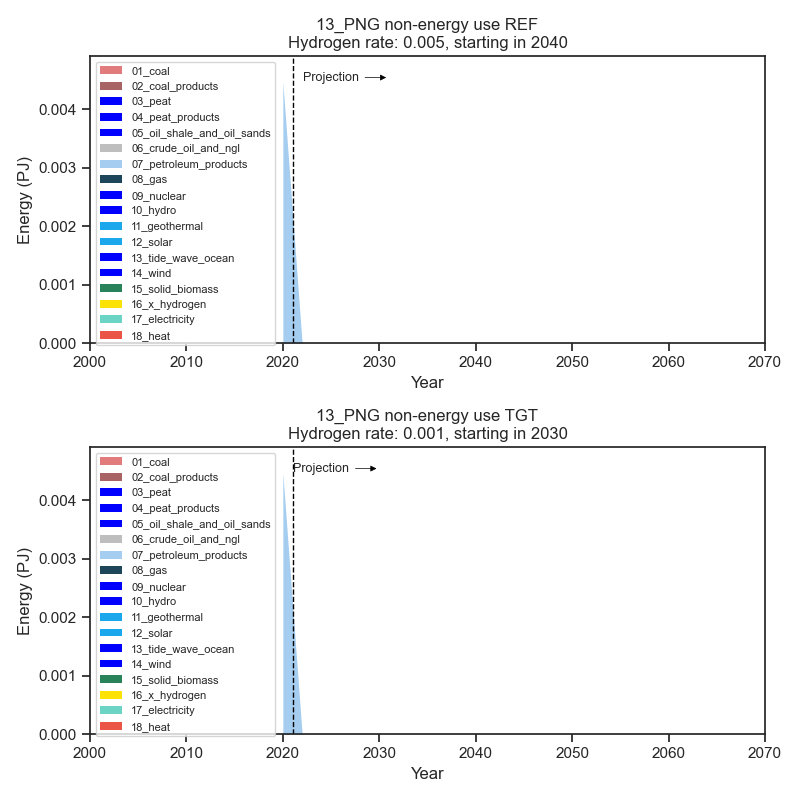 13_PNG non-energy use REF
Hydrogen rate: 0.005, starting in 2040
Projection
01_coal
02_coal_products
03_peat
04_peat_products
05_oil_shale_and_oil_sands
06_crude_oil_and_ngl
07_petroleum_products
08_gas
09_nuclear
10_hydro
11_geothermal
12_solar
13_tide_wave_ocean
14_wind
15_solid_biomass
16_x_hydrogen
17_electricity
18_heat
Energy (PJ)
0.004
0.003
0.002
0.001
0.000
2000 2010 2020 2030 2040 2050 2060 2070
Year
13_PNG non-energy use TGT
Hydrogen rate: 0.001, starting in 2030
Projection
01_coal
02_coal_products
03_peat
04_peat_products
05_oil_shale_and_oil_sands
06_crude_oil_and_ngl
07_petroleum_products
08_gas
09_nuclear
10_hydro
11_geothermal
12_solar
13_tide_wave_ocean
14_wind
15_solid_biomass
16_x_hydrogen
17_electricity
18_heat
Energy (PJ)
0.004
0.003
0.002
0.001
0.000
2000 2010 2020 2030 2040 2050 2060 2070
Year